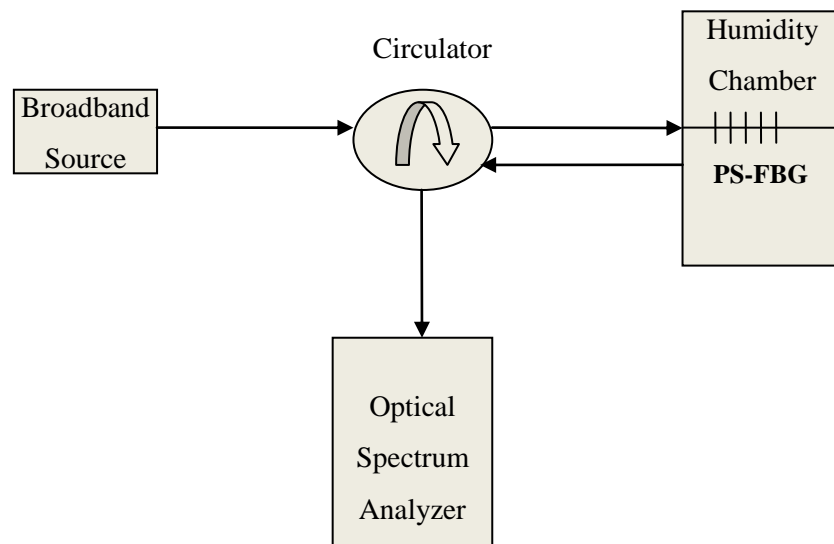 Circulator
Broadband
Source
Humidity
Chamber
PS-FBG
Optical
Spectrum
Analyzer